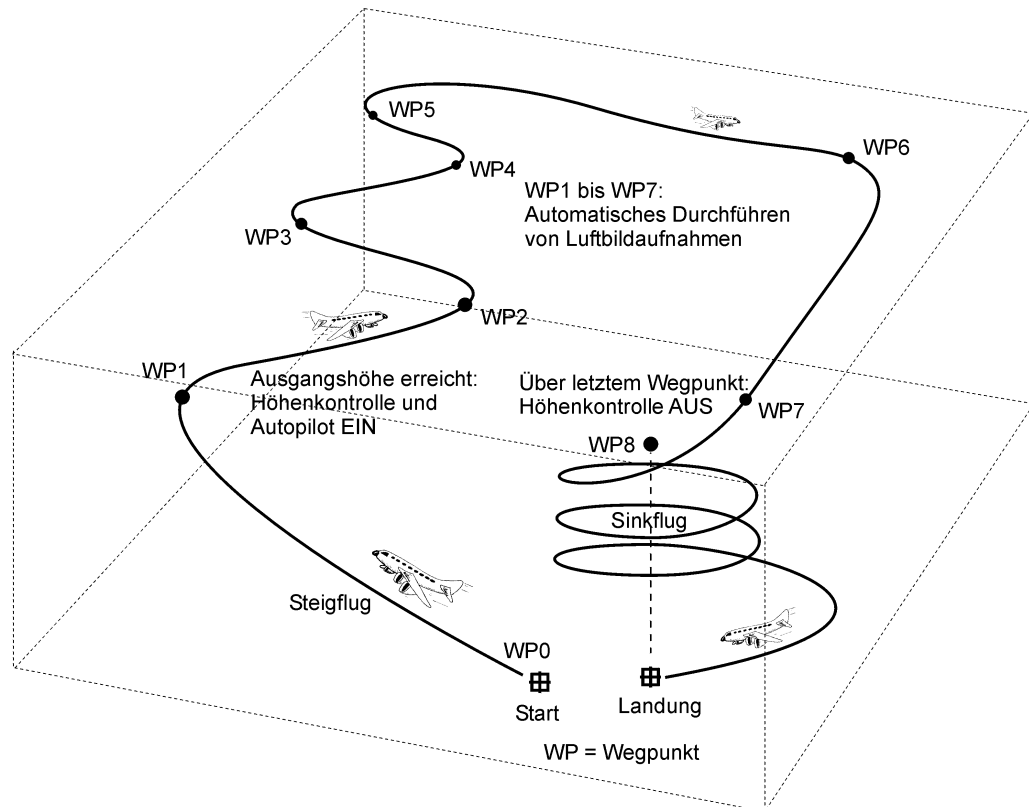 WP5
WP6
WP4
WP1 bis WP7:
Automatisches Durchführen
von Luftbildaufnahmen
WP3
WP2
WP1
Ausgangshöhe erreicht:
Höhenkontrolle und
Autopilot EIN
Über letztem Wegpunkt:
Höhenkontrolle AUS
WP7
WP8
Sinkflug
Steigflug
WP0
Start
Landung
WP = Wegpunkt